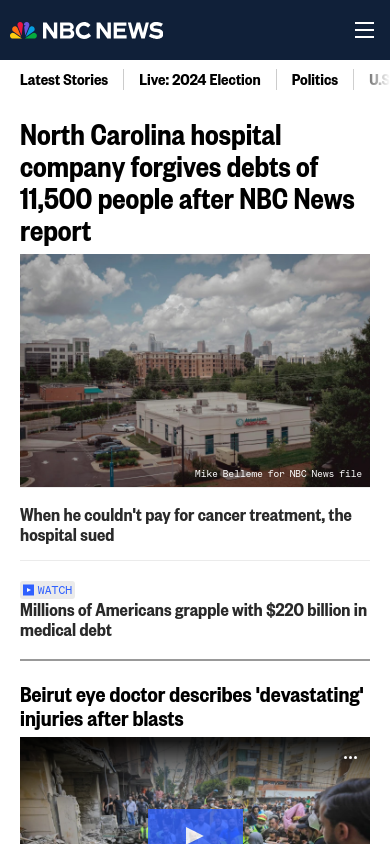 NBC NEWS
Latest Stories
Live: 2024 Election
Politics
U.S
North Carolina hospital
company forgives debts of
11,500 people after NBC News
report
Mike Belleme for NBC News file
When he couldn't pay for cancer treatment, the
hospital sued
WATCH
Millions of Americans grapple with $220 billion in
medical debt
Beirut eye doctor describes 'devastating'
injuries after blasts